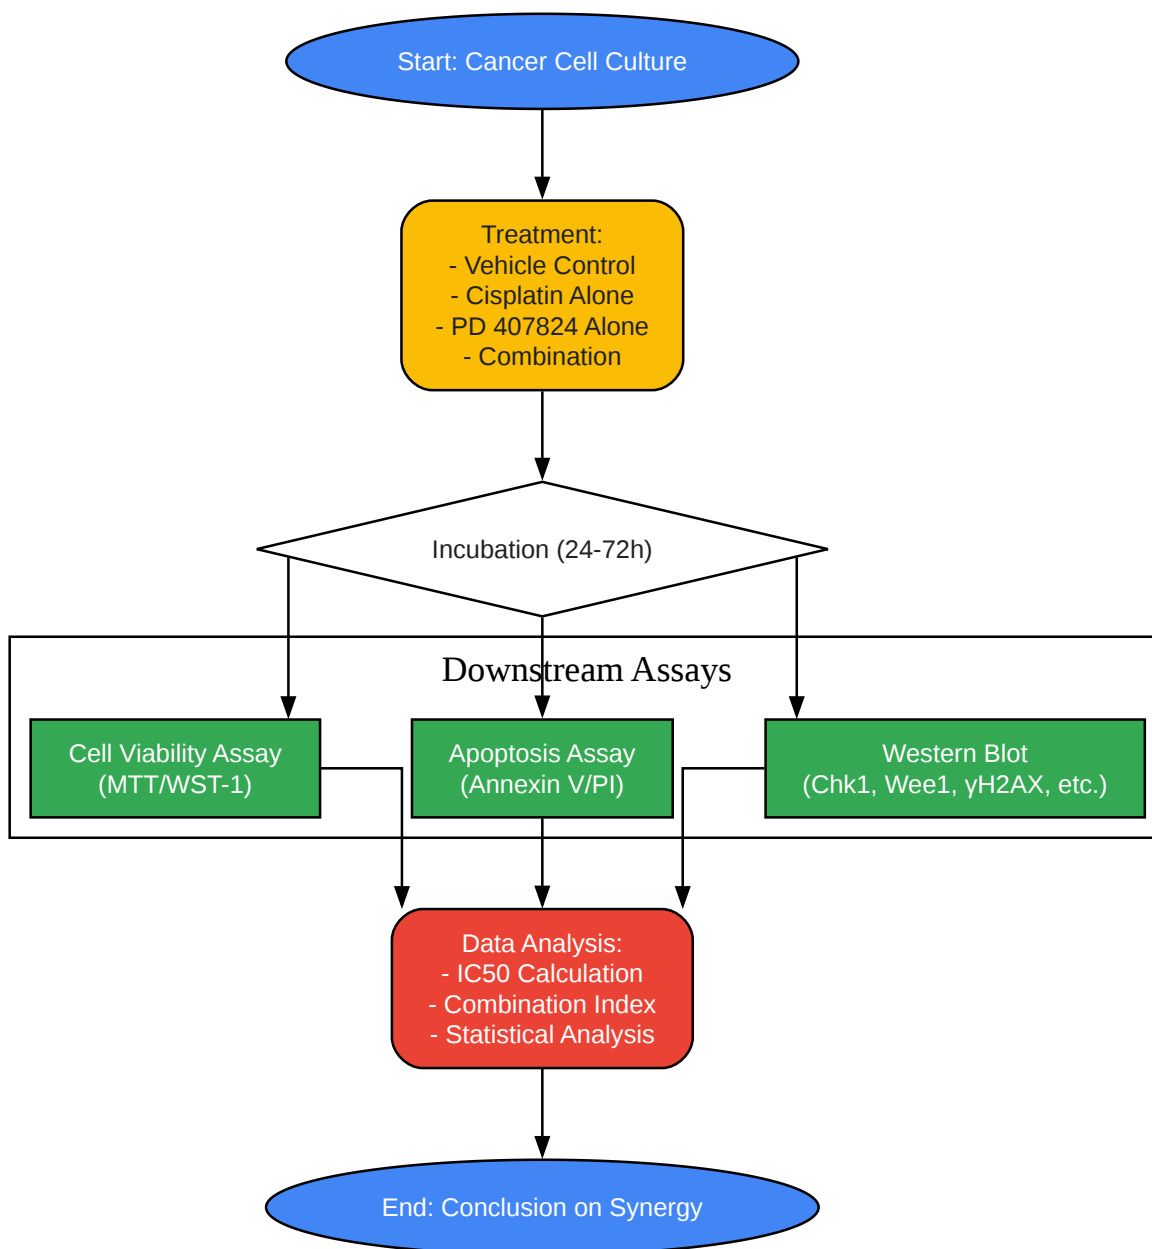 Start: Cancer Cell Culture
Treatment:
- Vehicle Control
- Cisplatin Alone
- PD 407824 Alone
- Combination
Incubation (24-72h)
Downstream Assays
Cell Viability Assay
(MTT/WST-1)
Apoptosis Assay
(Annexin V/PI)
Western Blot
(Chk1, Wee1, γH2AX, etc.)
Data Analysis:
- IC50 Calculation
- Combination Index
- Statistical Analysis
End: Conclusion on Synergy